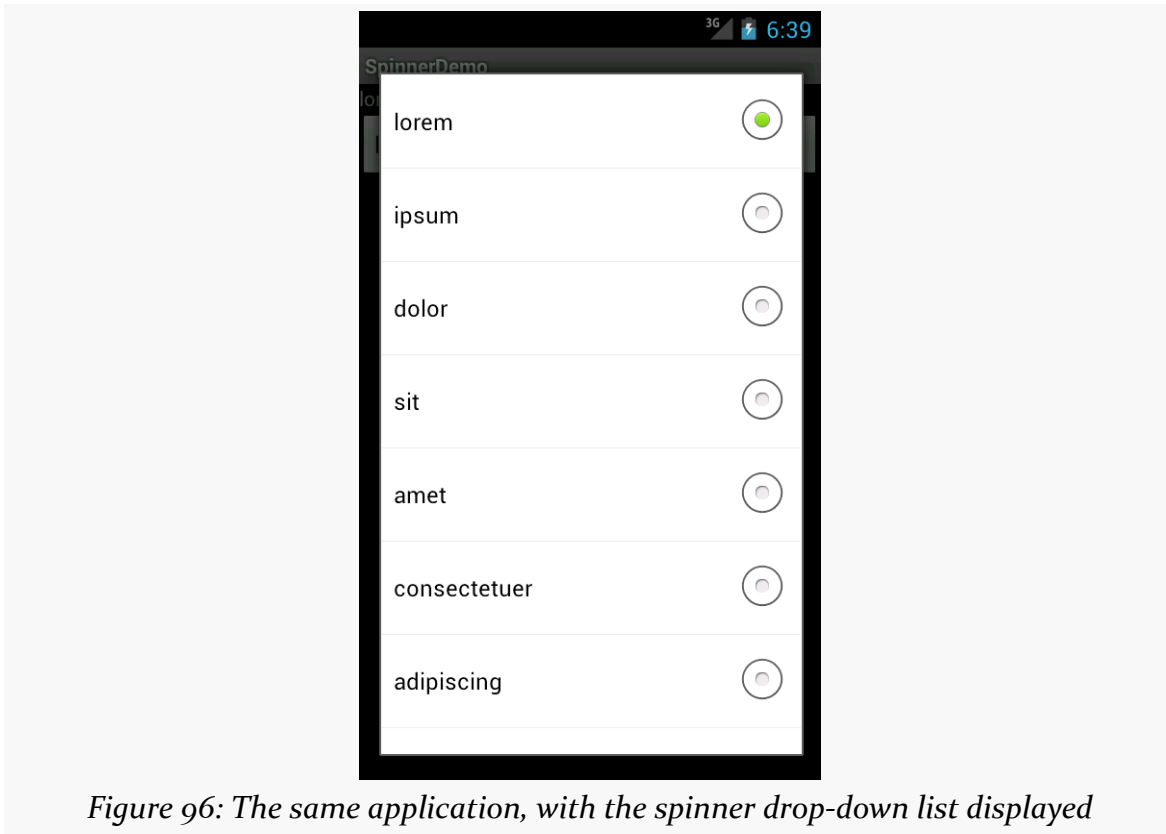 3G 6:39
SpinnerDemo
lor
lorem
ipsum
dolor
sit
amet
consectetuer
adipiscing
Figure 96: The same application, with the spinner drop-down list displayed